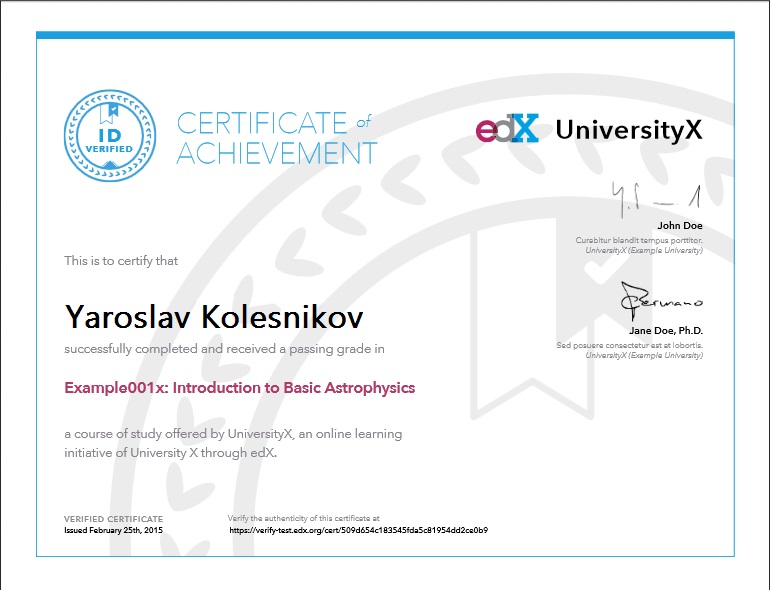 ID
VERIFIED
CERTIFICATE of
ACHIEVEMENT
edX UniversityX
John Doe
Curabitur blandit tempus porttitor.
UniversityX (Example University)
This is to certify that
Yaroslav Kolesnikov
successfully completed and received a passing grade in
Jane Doe, Ph.D.
Sed posuere consectetur est at lobortis.
UniversityX (Example University)
Example001x: Introduction to Basic Astrophysics
a course of study offered by UniversityX, an online learning
initiative of University X through edX.
VERIFIED CERTIFICATE
Issued February 25th, 2015
Verify the authenticity of this certificate at
https://verify-test.edx.org/cert/509d654c183545fda5c81954dd2ce0b9